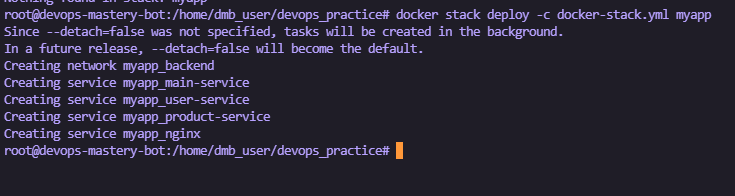 Nothing found in stack: myapp
root@devops-mastery-bot:/home/dmb_user/devops_practice# docker stack deploy -c docker-stack.yml myapp
Since --detach=false was not specified, tasks will be created in the background.
In a future release, --detach=false will become the default.
Creating network myapp_backend
Creating service myapp_main-service
Creating service myapp_user-service
Creating service myapp_product-service
Creating service myapp_nginx
root@devops-mastery-bot:/home/dmb_user/devops_practice#